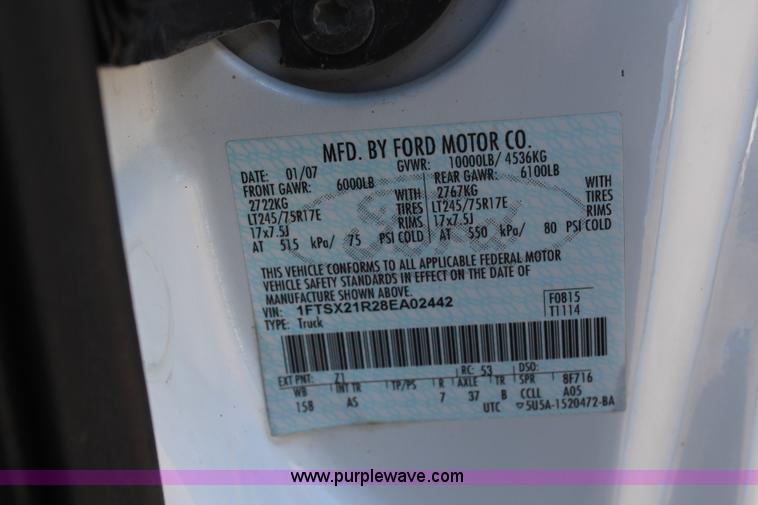 MFD. BY FORD MOTOR CO.
DATE: 01/07 GVWR: 10000LB/ 4536KG
FRONT GAWR: 6000LB REAR GAWR: 6100LB
2722KG WITH 2767KG WITH
LT245/75R17E TIRES LT245/75R17E TIRES
17x7.5J RIMS 17x7.5J RIMS
AT 515 kPa/ 75 PSI COLD AT 550 kPa/ 80 PSI COLD
THIS VEHICLE CONFORMS TO ALL APPLICABLE FEDERAL MOTOR
VEHICLE SAFETY STANDARDS IN EFFECT ON THE DATE OF
MANUFACTURE SHOWN ABOVE.
VIN: 1FTSX21R28EA02442 F0815
TYPE: Truck T1114
EXT PNT: Z1 RC: 53 DSO:
WB INT TR TP/PS R AXLE TR SPR 8F716
158 AS 7 37 B CCLL A05
UTC 5U5A-1520472-BA
www.purplewave.com